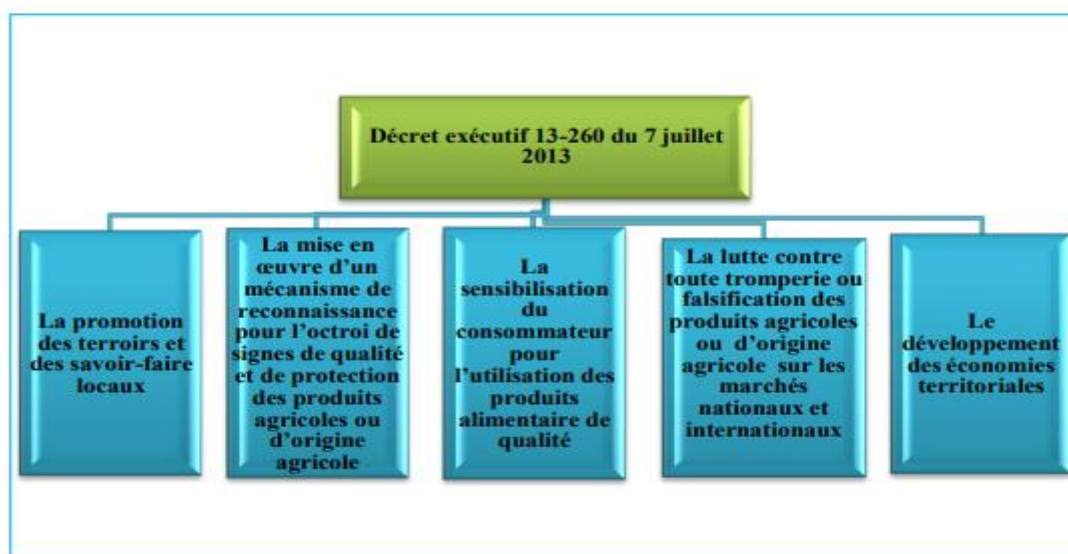 Décret exécutif 13-260 du 7 juillet
2013
La promotion
des terroirs et
des savoir-faire
locaux
La mise en
œuvre d'un
mécanisme de
reconnaissance
pour l'octroi de
signes de qualité
et de protection
des produits
agricoles ou
d'origine
agricole
La
sensibilisation
du
consommateur
pour
l'utilisation des
produits
alimentaire de
qualité
La lutte contre
toute tromperie ou
falsification des
produits agricoles
ou d'origine
agricole sur les
marchés
nationaux et
internationaux
Le
développement
des économies
territoriales